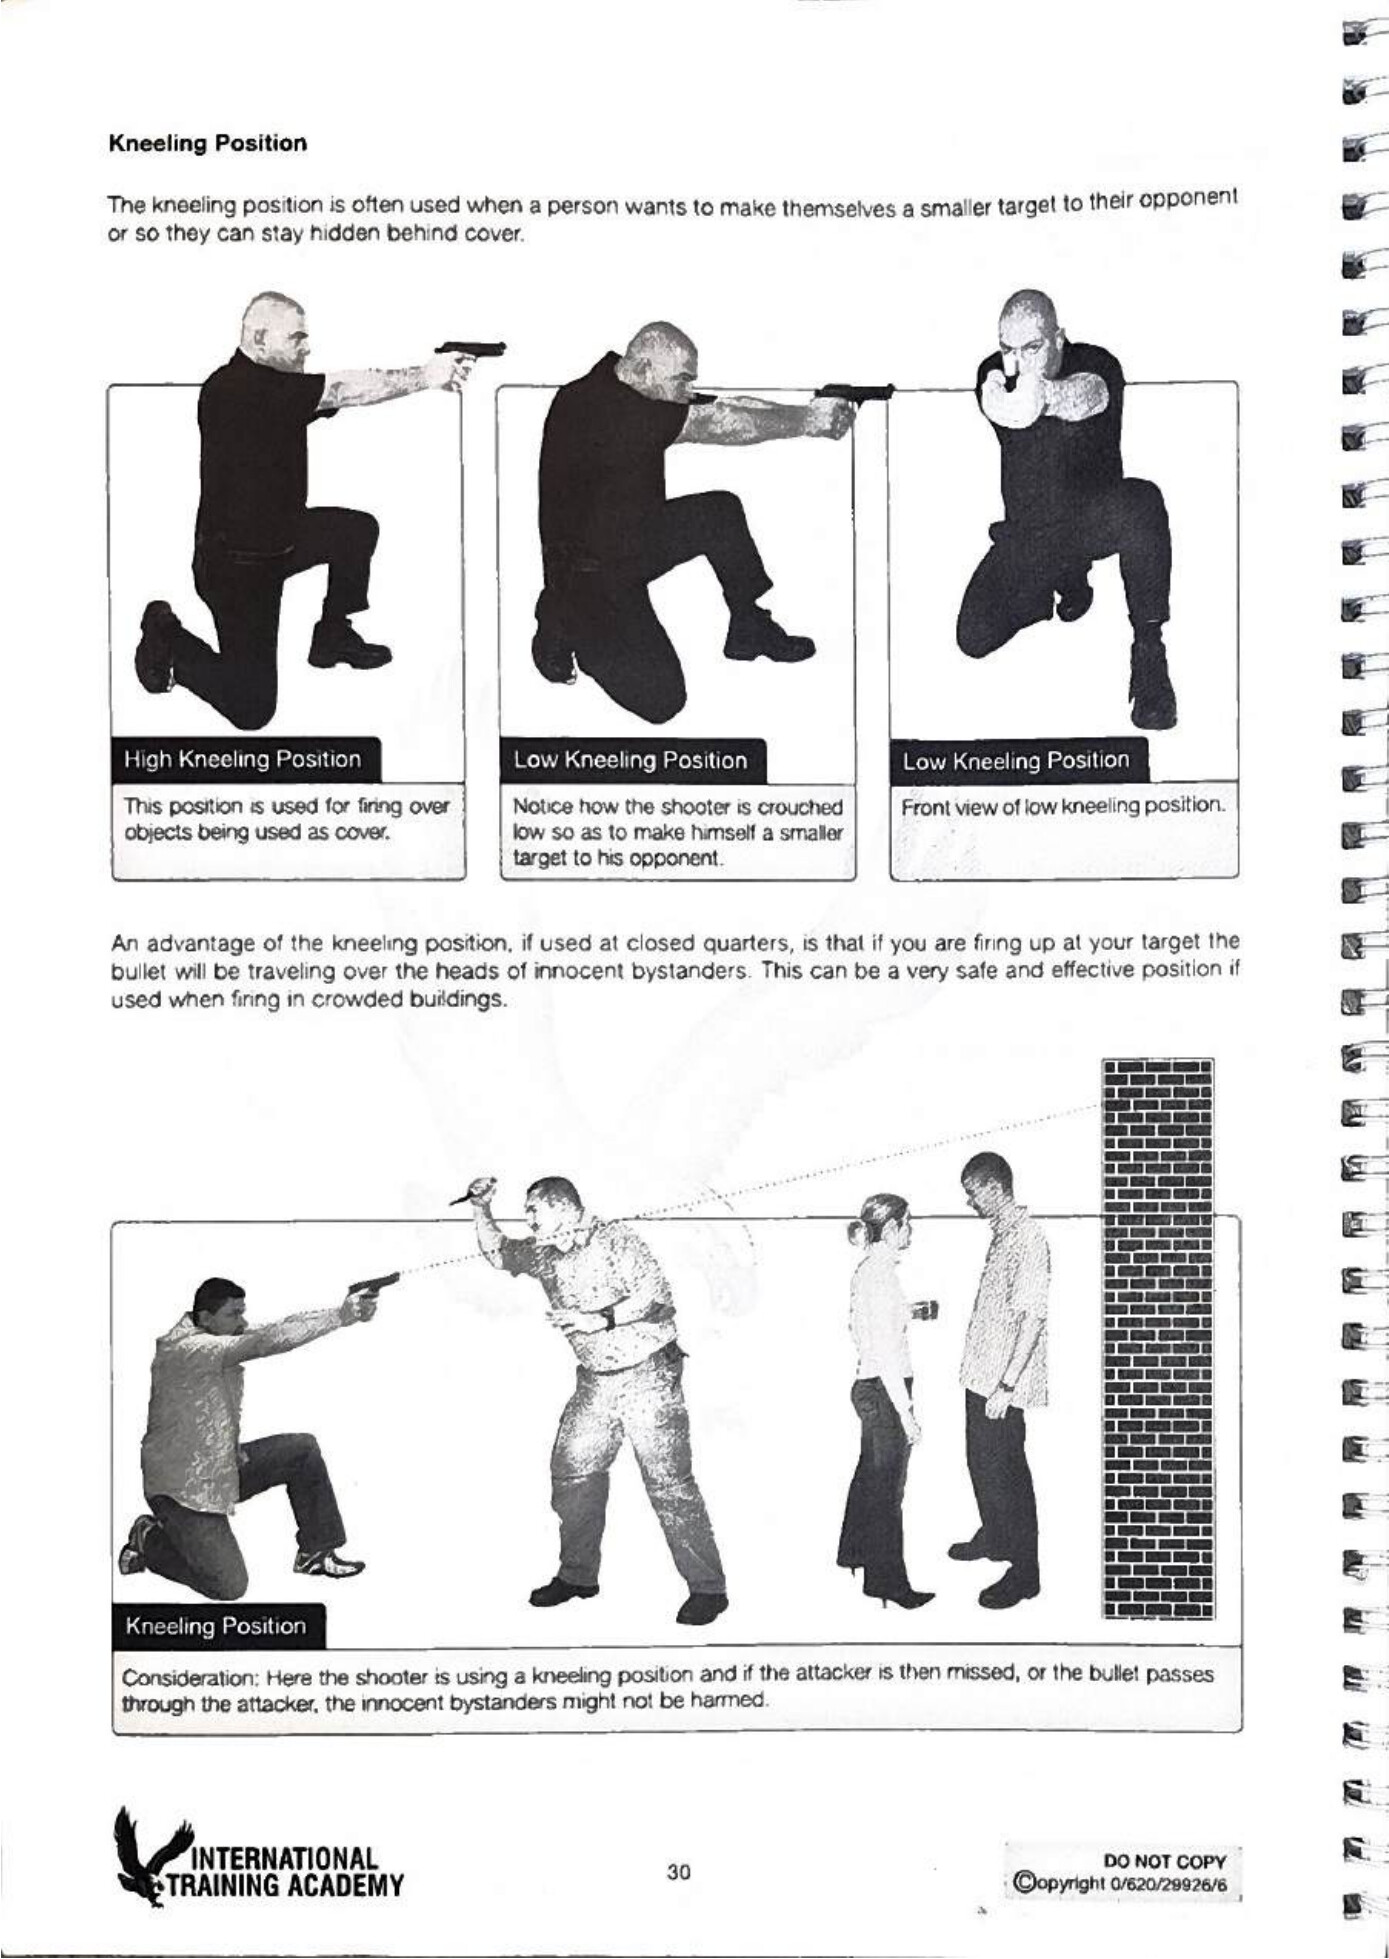 Kneeling Position
The kneeling position is often used when a person wants to make themselves a smaller target to their opponent
or so they can stay hidden behind cover.
High Kneeling Position
This position is used for firing over
objects being used as cover.
Low Kneeling Position
Notice how the shooter is crouched
low so as to make himself a smaller
target to his opponent.
Low Kneeling Position
Front view of low kneeling position.
An advantage of the kneeling position, if used at closed quarters, is that if you are firing up at your target the
bullet will be traveling over the heads of innocent bystanders. This can be a very safe and effective position if
used when firing in crowded buildings.
Kneeling Position
Consideration: Here the shooter is using a kneeling position and if the attacker is then missed, or the bullet passes
through the attacker, the innocent bystanders might not be harmed.
INTERNATIONAL
TRAINING ACADEMY
30
DO NOT COPY
©opyright 0/620/29926/6